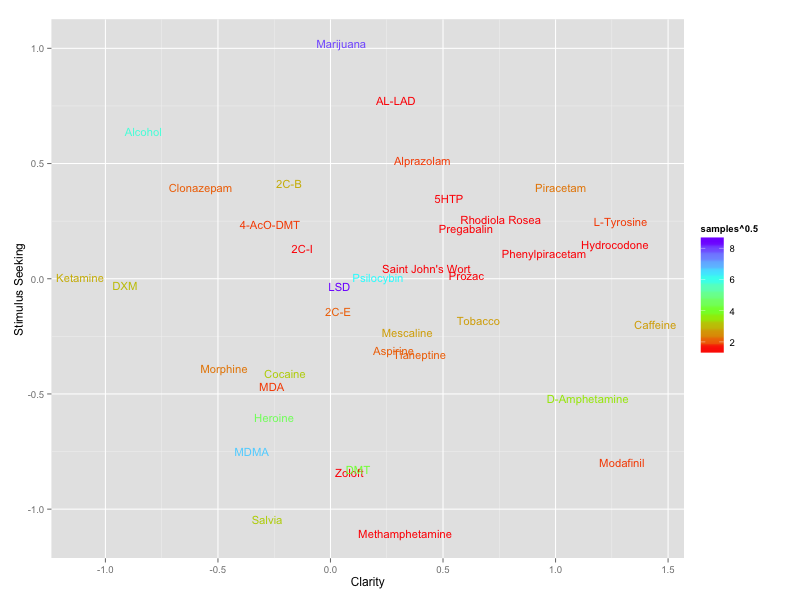 Marijuana
1.0
AL-LAD
Alcohol
0.5
Alprazolam
Clonazepam
2C-B
Piracetam
5HTP
4-AcO-DMT
Rhodiola Rosea
L-Tyrosine
Pregabalin
samples^0.5
2C-I
Hydrocodone
Phenylpiracetam
8
Saint John's Wort
Prozac
Ketamine
0.0
Psilocybin
DXM
LSD
6
Stimulus Seeking
2C-E
4
Tobacco
Caffeine
Mescaline
2
Aspirine
Tianeptine
Morphine
Cocaine
MDA
-0.5
D-Amphetamine
Heroine
MDMA
Modafinil
DMT
Zoloft
-1.0
Salvia
Methamphetamine
-1.0
-0.5
0.0
0.5
1.0
1.5
Clarity